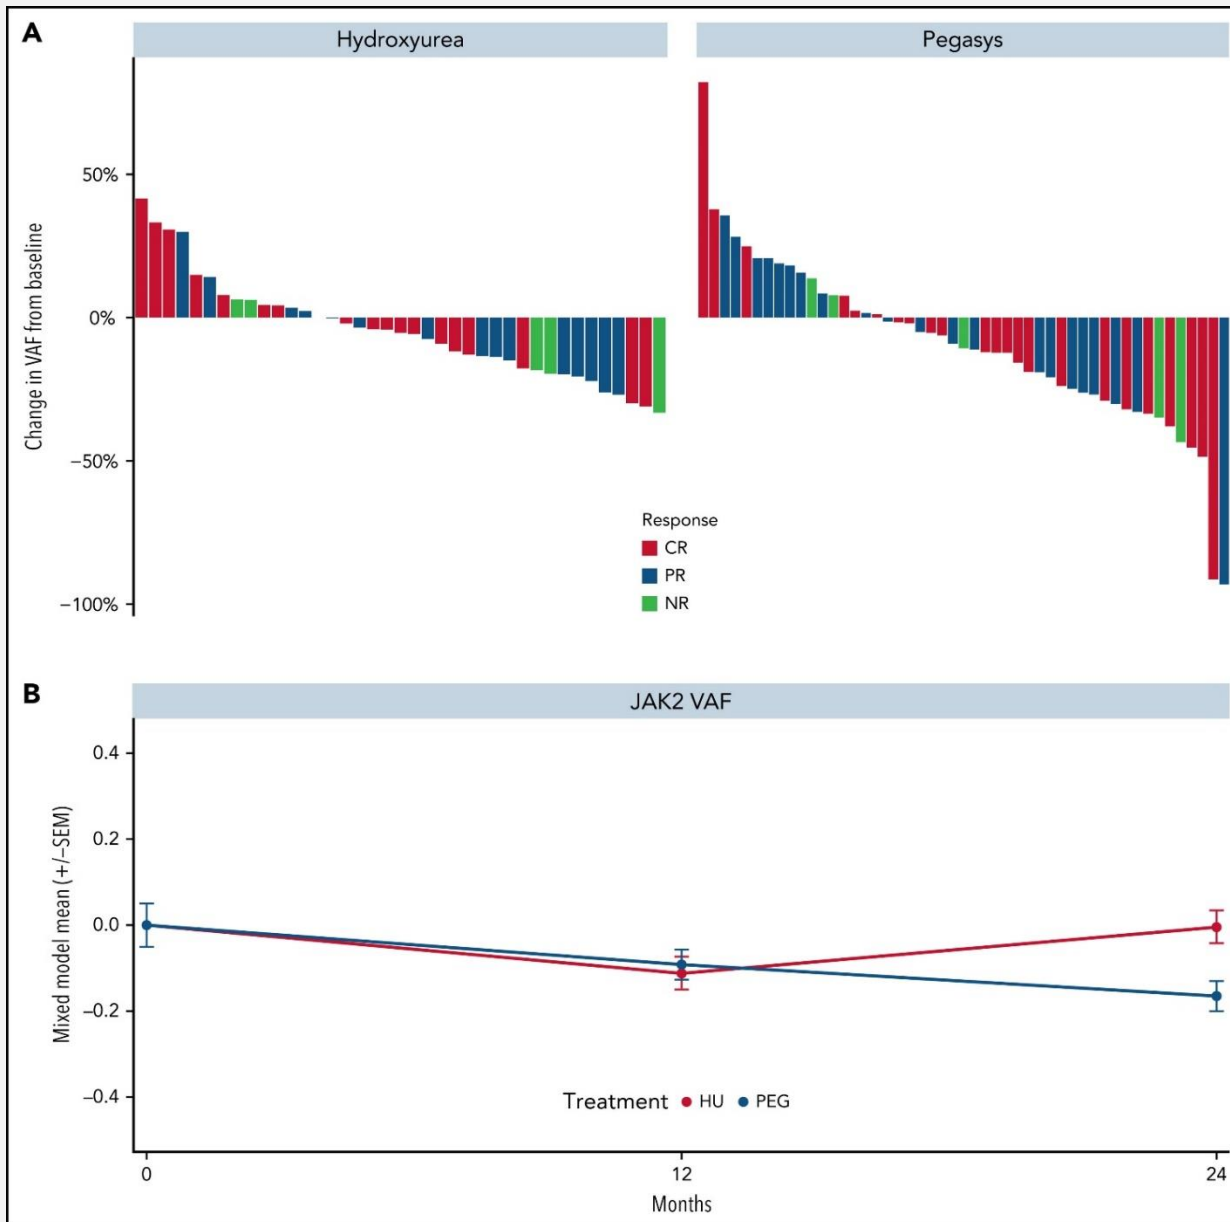 A
Hydroxyurea
Pegasys
Change in VAF from baseline
50%
0%
−50%
−100%
Response
CR
PR
NR
B
JAK2 VAF
Mixed model mean (+/−SEM)
0.4
0.2
0.0
−0.2
−0.4
Treatment HU PEG
0 12 24
Months